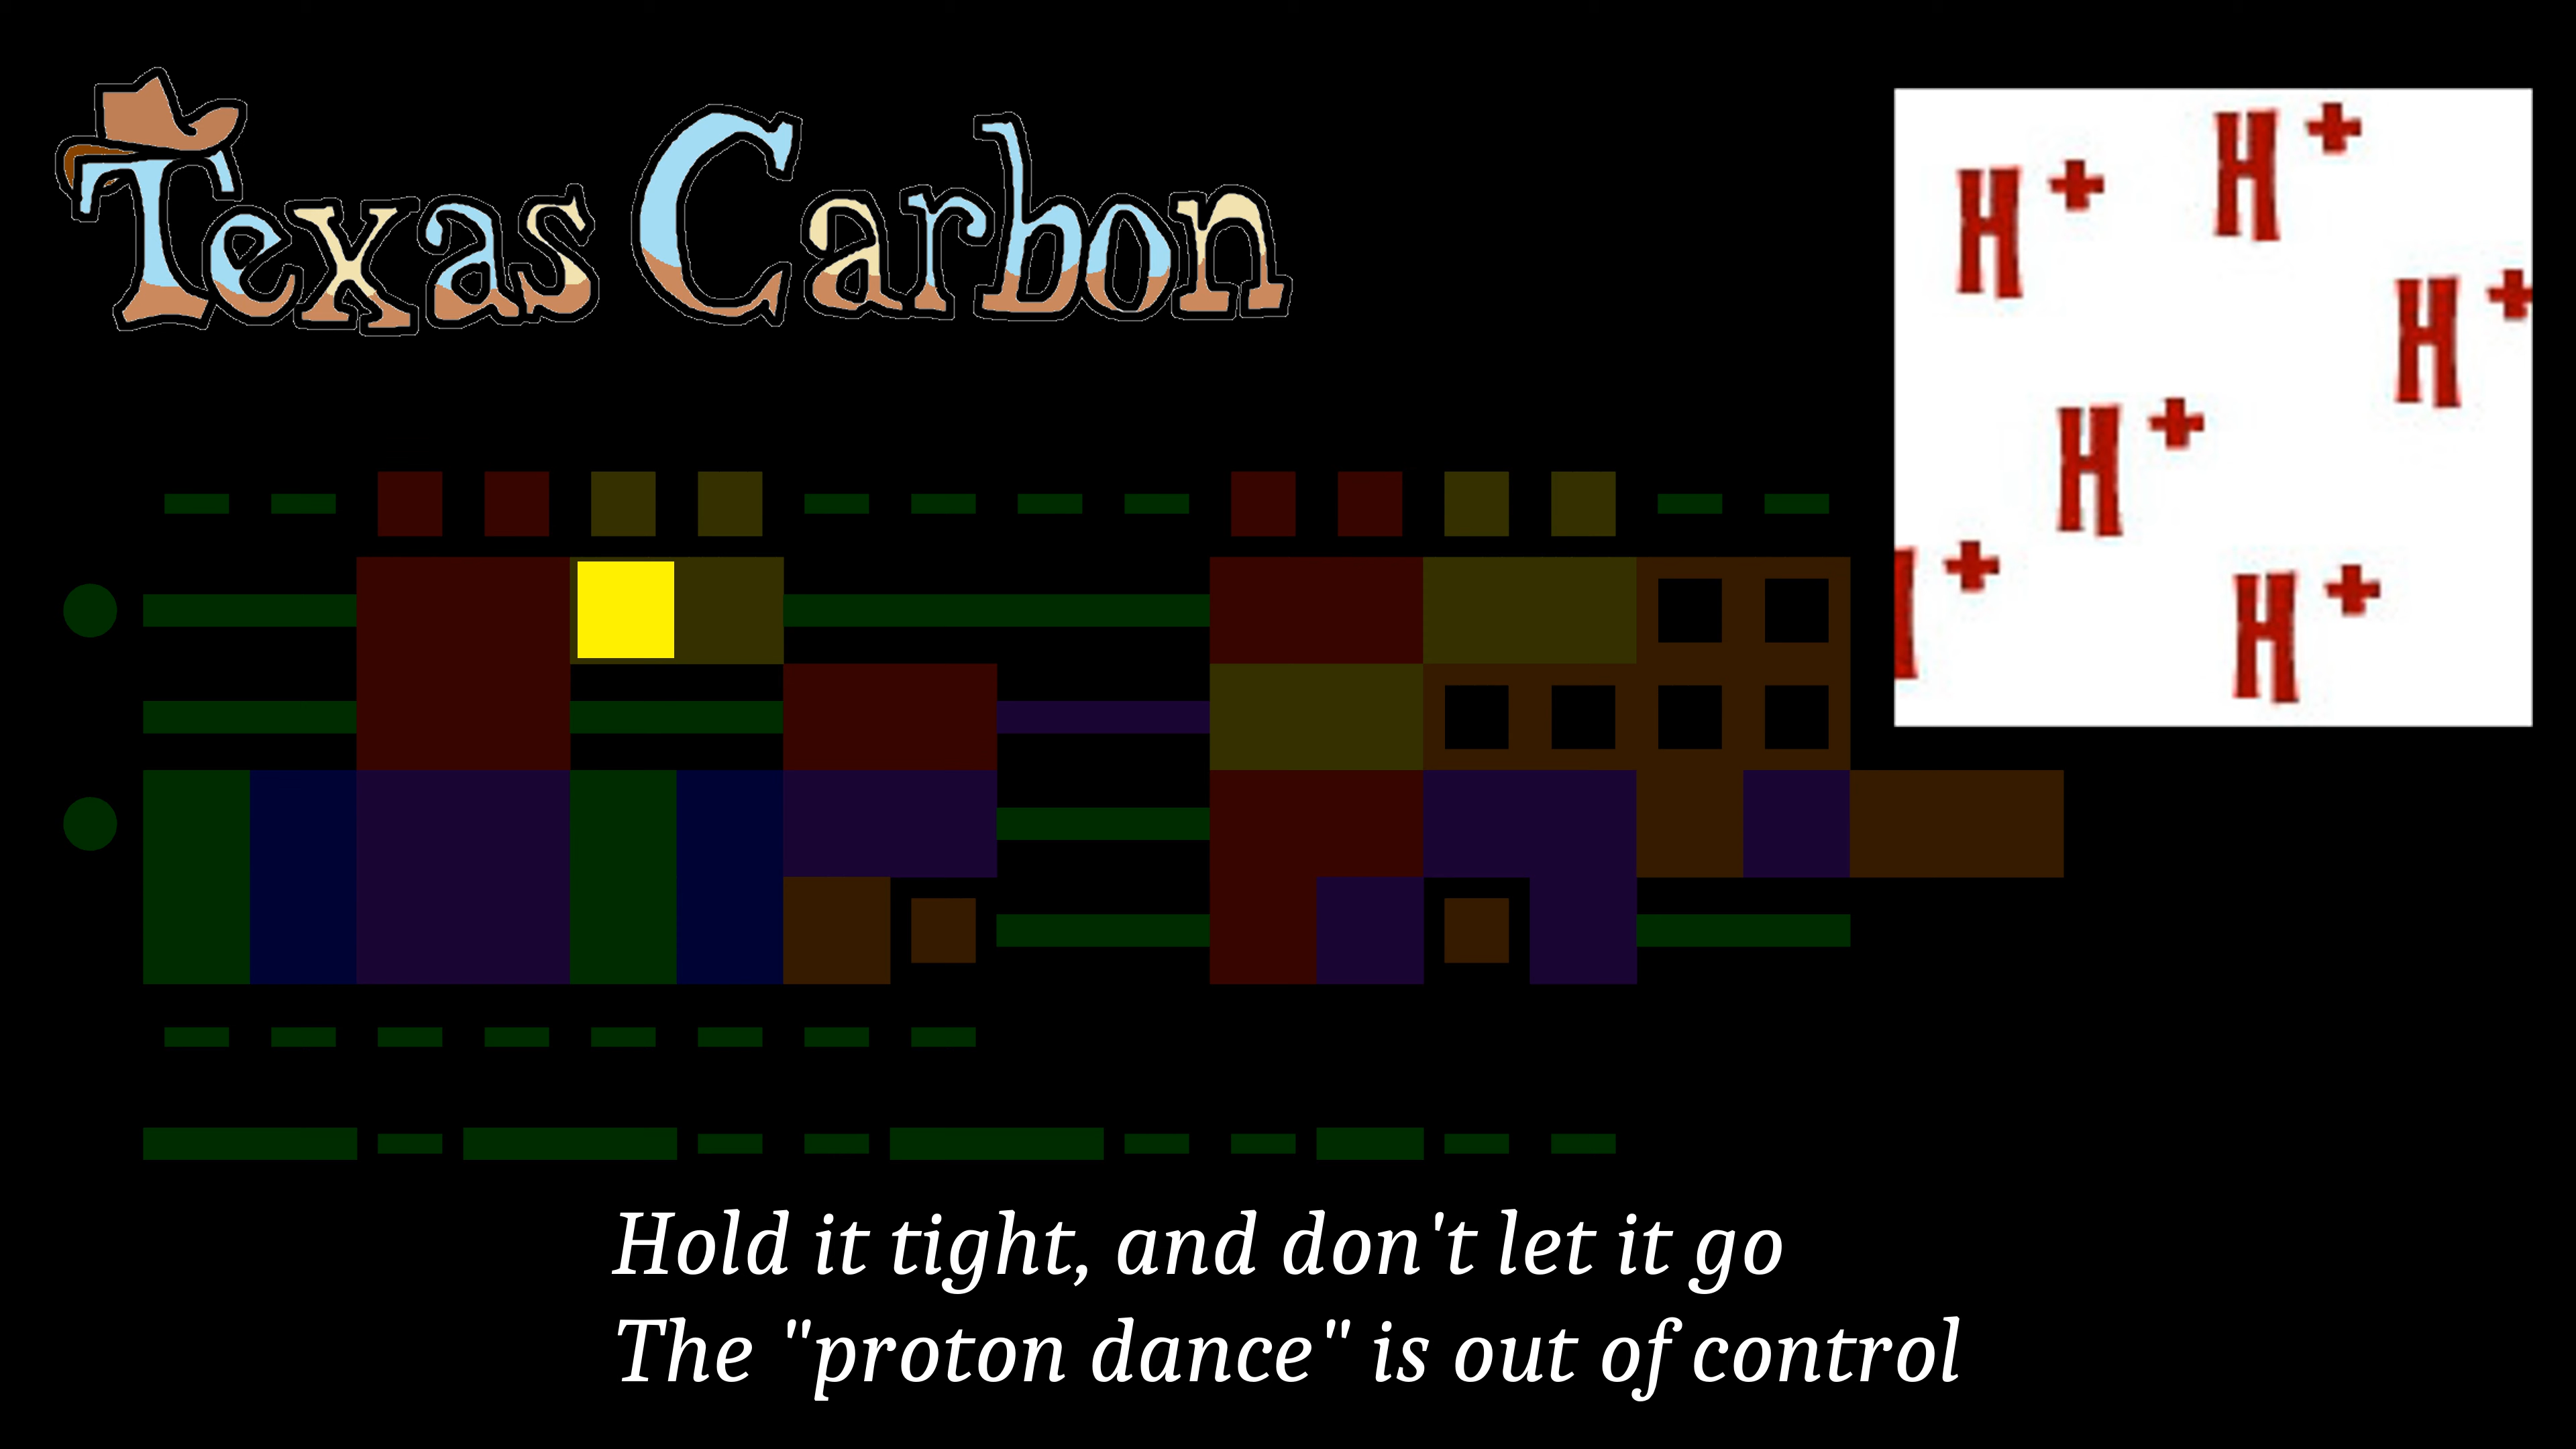 Texas Carbon
H+
H+
H+
H+
H+
H+
Hold it tight, and don't let it go
The "proton dance" is out of control